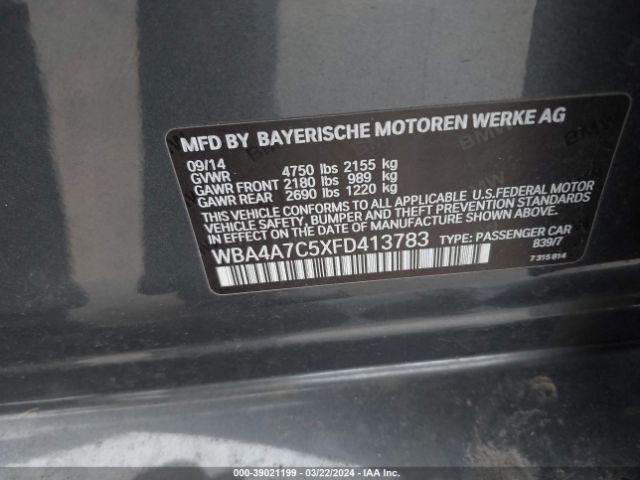 MFD BY BAYERISCHE MOTOREN WERKE AG
09/14
GVWR 4750 lbs 2155 kg
GAWR FRONT 2180 lbs 989 kg
GAWR REAR 2690 lbs 1220 kg
THIS VEHICLE CONFORMS TO ALL APPLICABLE U.S.FEDERAL MOTOR
VEHICLE SAFETY, BUMPER AND THEFT PREVENTION STANDARDS
IN EFFECT ON THE DATE OF MANUFACTURE SHOWN ABOVE.
WBA4A7C5XFD413783 TYPE: PASSENGER CAR
B39/7
7 315 814
000-39021199 • 03/22/2024 - IAA Inc.